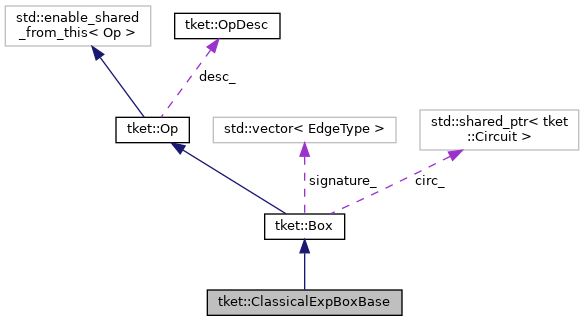 std::enable_shared
_from_this< Op >
tket::OpDesc
desc_
tket::Op
std::vector< EdgeType >
std::shared_ptr< tket
::Circuit >
signature_
circ_
tket::Box
tket::ClassicalExpBoxBase